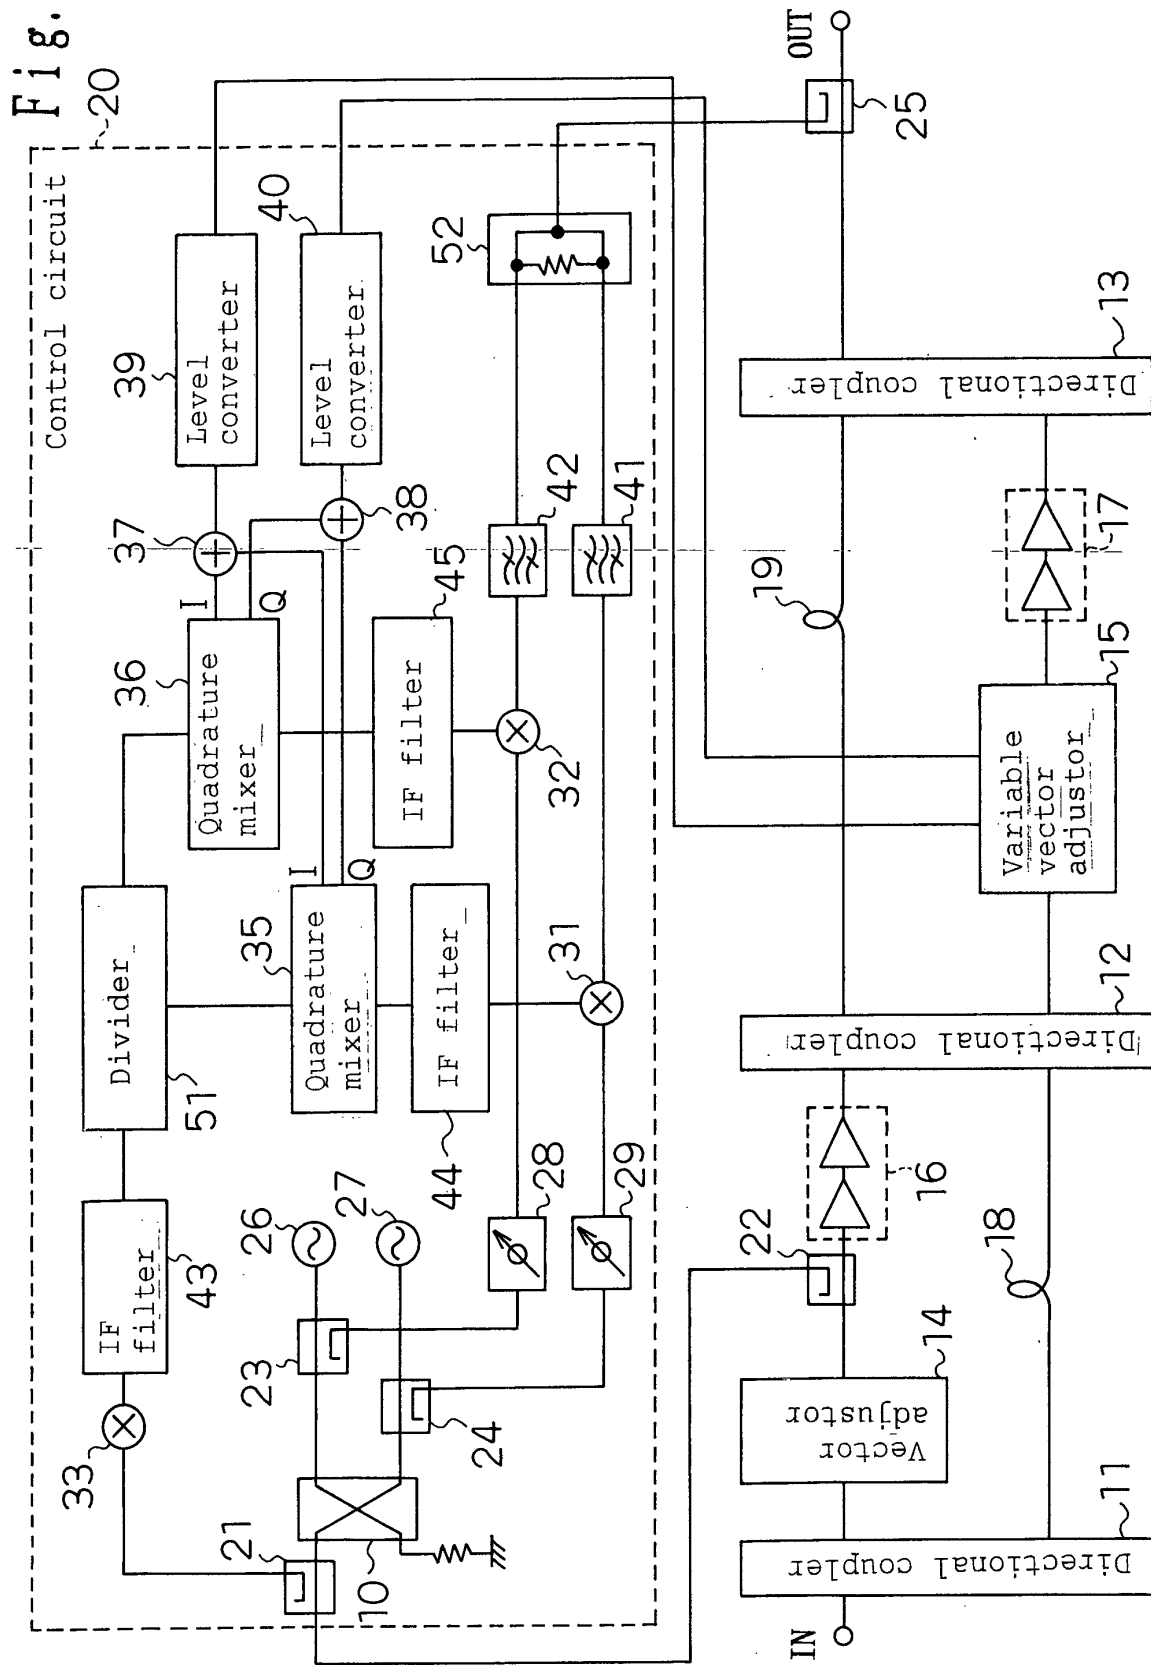 Fig.
20
Control circuit
39
Level
converter
40
Level
converter
37
38
I
Q
36
Quadrature
mixer
45
IF filter
42
41
52
32
51
Divider
35
Quadrature
mixer
I
Q
44
IF filter
31
43
IF
filter
33
26
27
28
29
23
24
21
10
OUT
25
13
Directional coupler
19
17
15
Variable
vector
adjustor
12
Directional coupler
16
22
18
14
Vector
adjustor
11
Directional coupler
IN